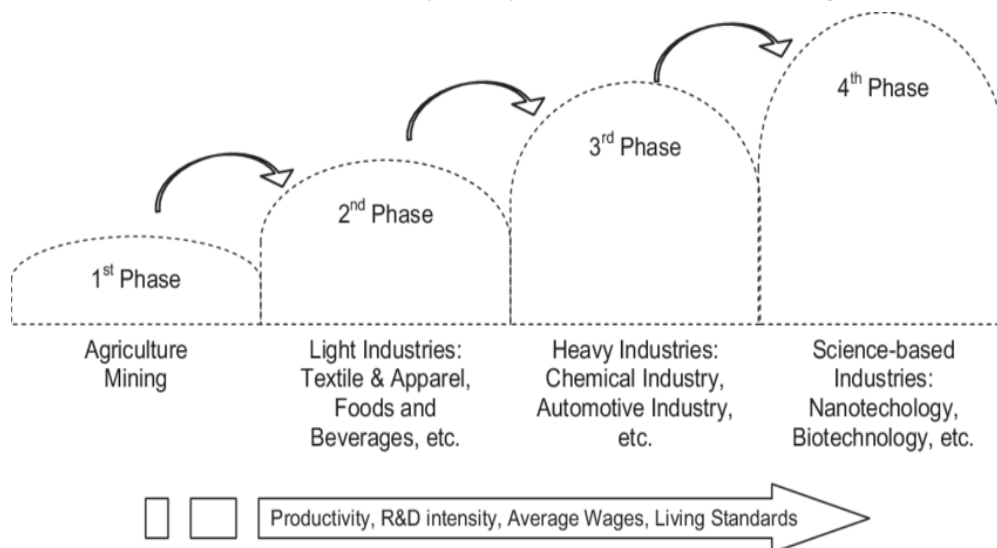 1st Phase
2nd Phase
3rd Phase
4th Phase
Agriculture
Mining
Light Industries:
Textile & Apparel,
Foods and
Beverages, etc.
Heavy Industries:
Chemical Industry,
Automotive Industry,
etc.
Science-based
Industries:
Nanotechology,
Biotechnology, etc.
Productivity, R&D intensity, Average Wages, Living Standards